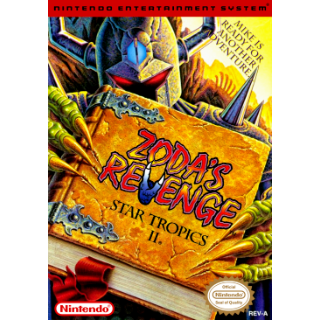 NINTENDO ENTERTAINMENT SYSTEM
MIKE IS
READY FOR
ANOTHER
ADVENTURE!
ZODA'S
REVENGE
STAR TROPICS
II
Nintendo
Official
Nintendo
Seal of Quality
REV-A